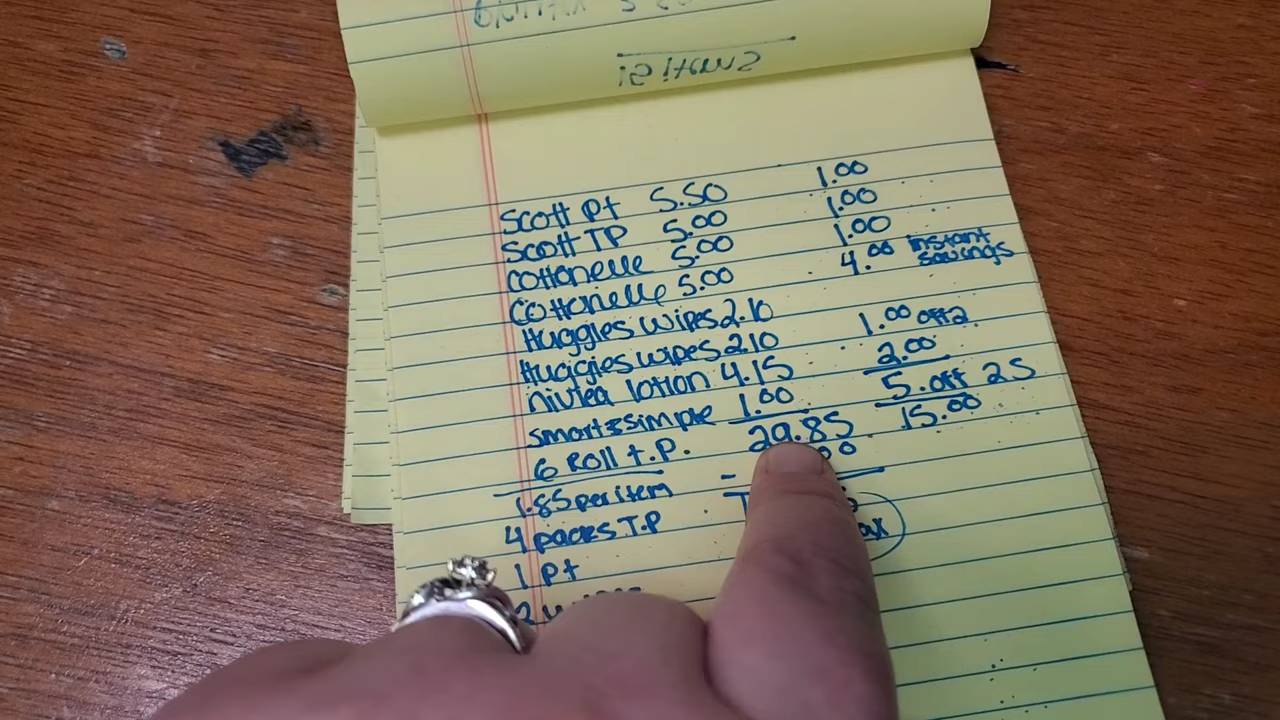 15 items
Scott Pt 5.50 1.00
Scott TP 5.00 1.00
Cottonelle 5.00 1.00
Cottonelle 5.00 4.00 instant savings
Huggies wipes 2.10
Huggies wipes 2.10 1.00 off 2
nivea lotion 4.15 2.00
smart & simple 1.00 5. off 25
6 Roll t.p. 29.85 15.00
1.85 per item -
4 packs T.P
1 Pt
2